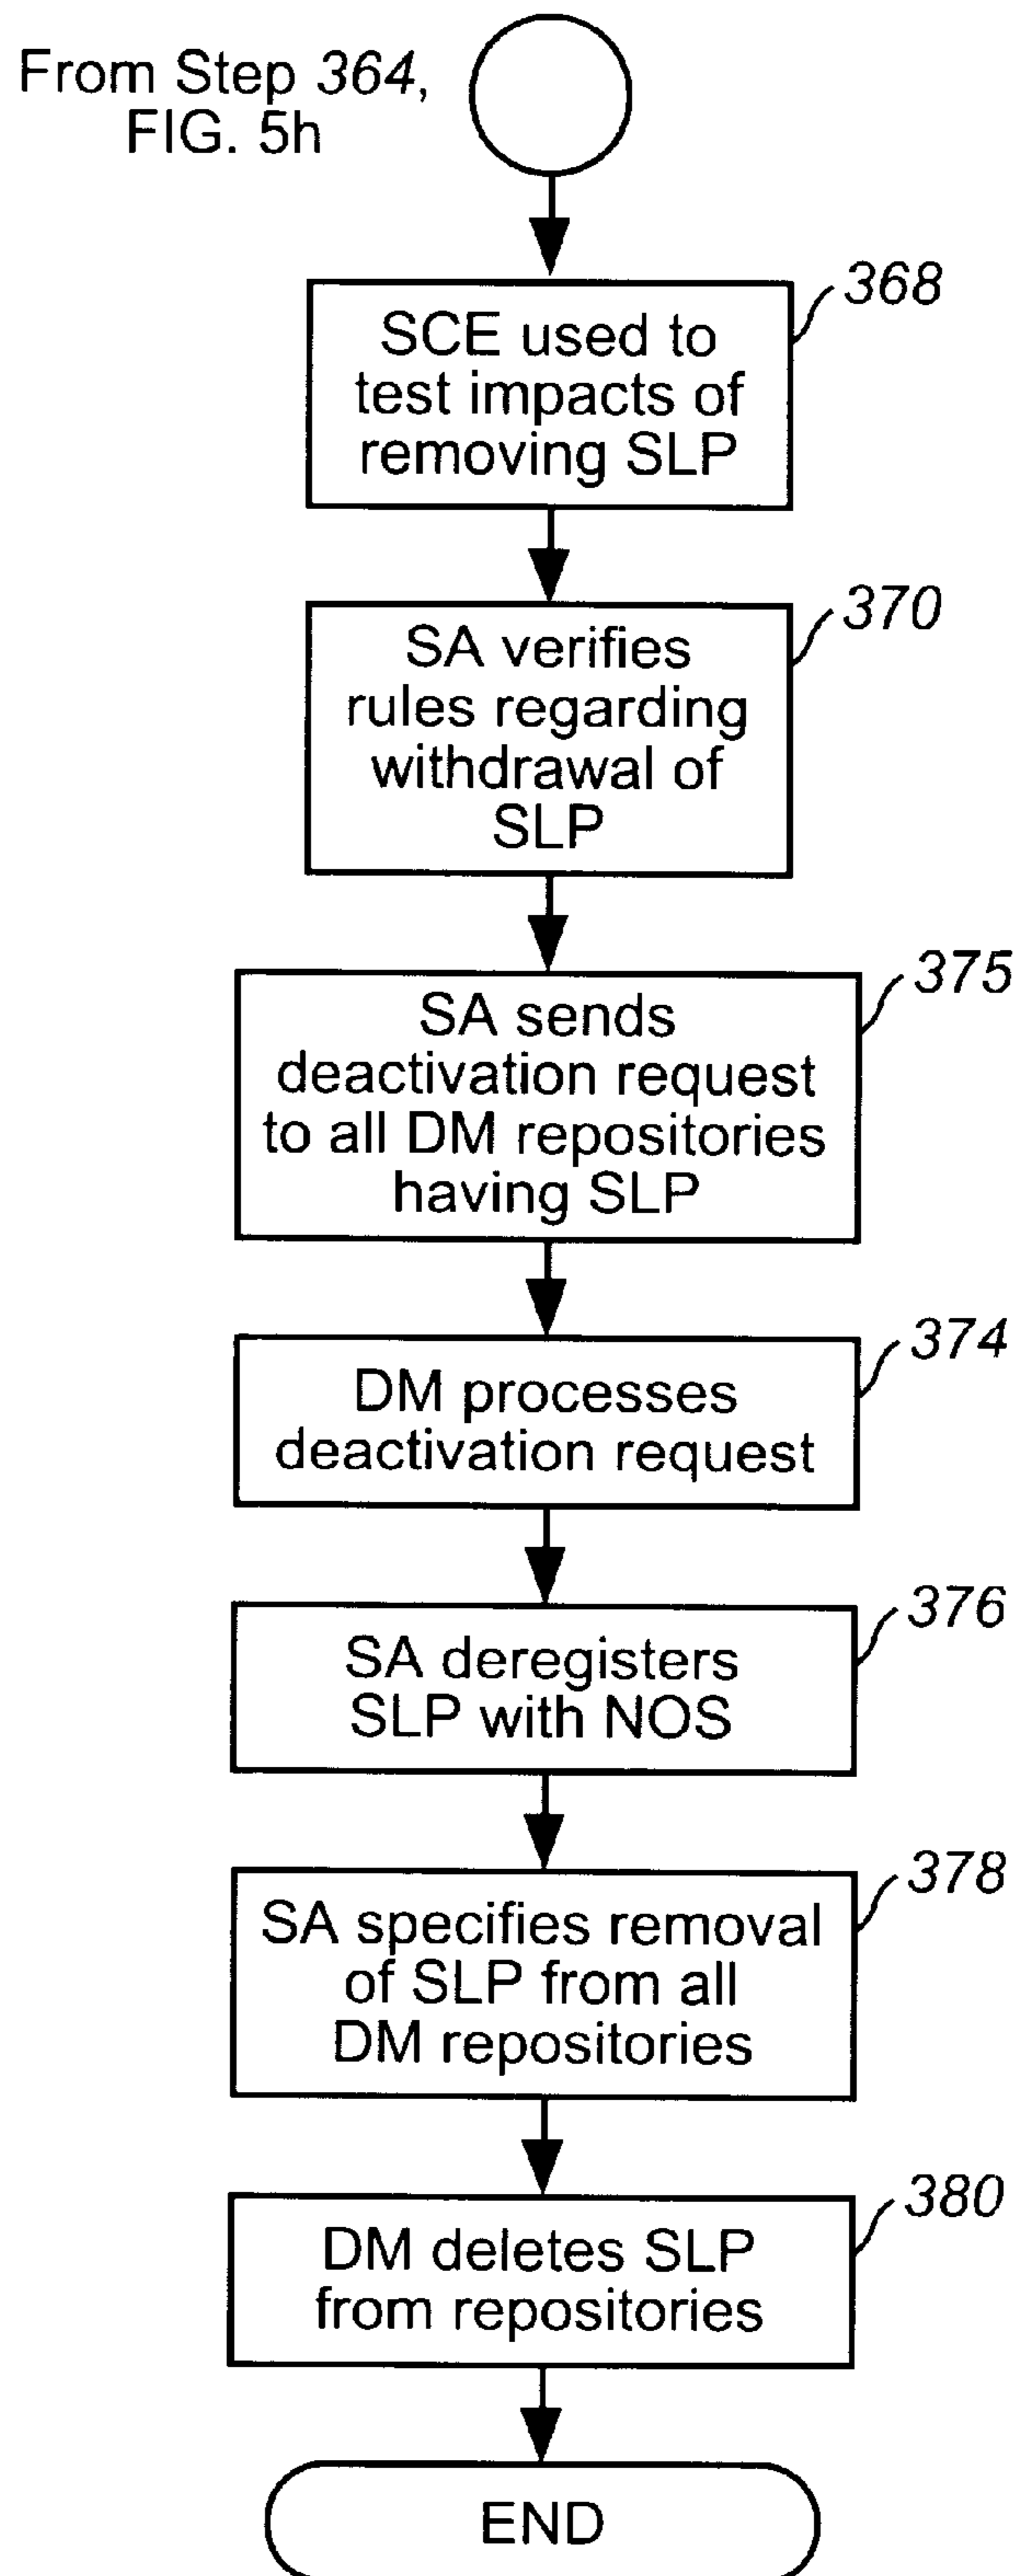 From Step 364,
FIG. 5h
368
SCE used to
test impacts of
removing SLP
370
SA verifies
rules regarding
withdrawal of
SLP
375
SA sends
deactivation request
to all DM repositories
having SLP
374
DM processes
deactivation request
376
SA deregisters
SLP with NOS
378
SA specifies removal
of SLP from all
DM repositories
380
DM deletes SLP
from repositories
END